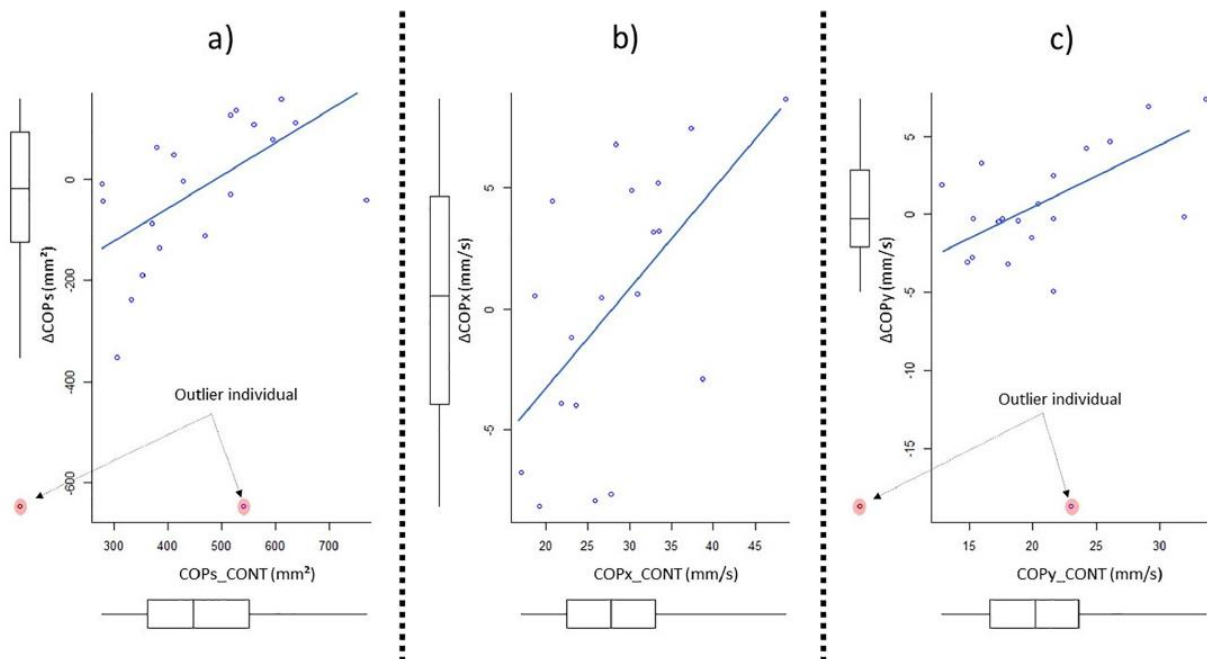 a)
ΔCOPs (mm²)
0
-200
-400
-600
Outlier individual
300 400 500 600 700
COPs_CONT (mm²)
b)
ΔCOPx (mm/s)
5
0
-5
20 25 30 35 40 45
COPx_CONT (mm/s)
c)
ΔCOPy (mm/s)
5
0
-5
-10
-15
Outlier individual
15 20 25 30
COPy_CONT (mm/s)